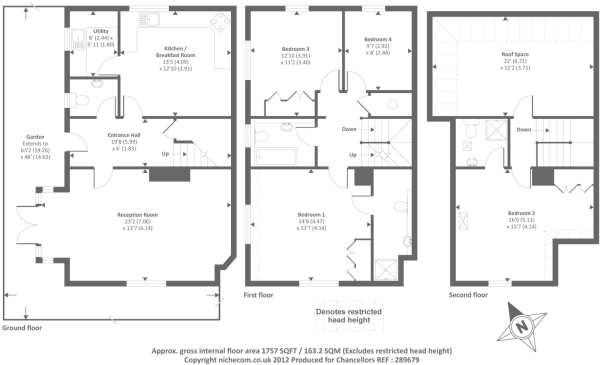 Utility
8' (2.44) x
5' 11 (1.80)
Kitchen /
Breakfast Room
13'5 (4.09)
x 12'10 (3.91)
Garden
Extends to
63'2 (19.26)
x 48' (14.63)
Entrance Hall
19'8 (5.99)
x 6' (1.83)
Up
Reception Room
23'2 (7.06)
x 13'7 (4.14)
Ground floor
Bedroom 3
12'10 (3.91)
x 11'2 (3.40)
Bedroom 4
9'7 (2.92)
x 8' (2.44)
Down
Up
Bedroom 1
14'8 (4.47)
x 13'7 (4.14)
First floor
Roof Space
22' (6.71)
x 12'2 (3.71)
Down
Bedroom 2
16'9 (5.11)
x 13'7 (4.14)
Second floor
Denotes restricted
head height
N
Approx. gross internal floor area 1757 SQFT / 163.2 SQM (Excludes restricted head height)
Copyright nichecom.co.uk 2012 Produced for Chancellors REF : 289679